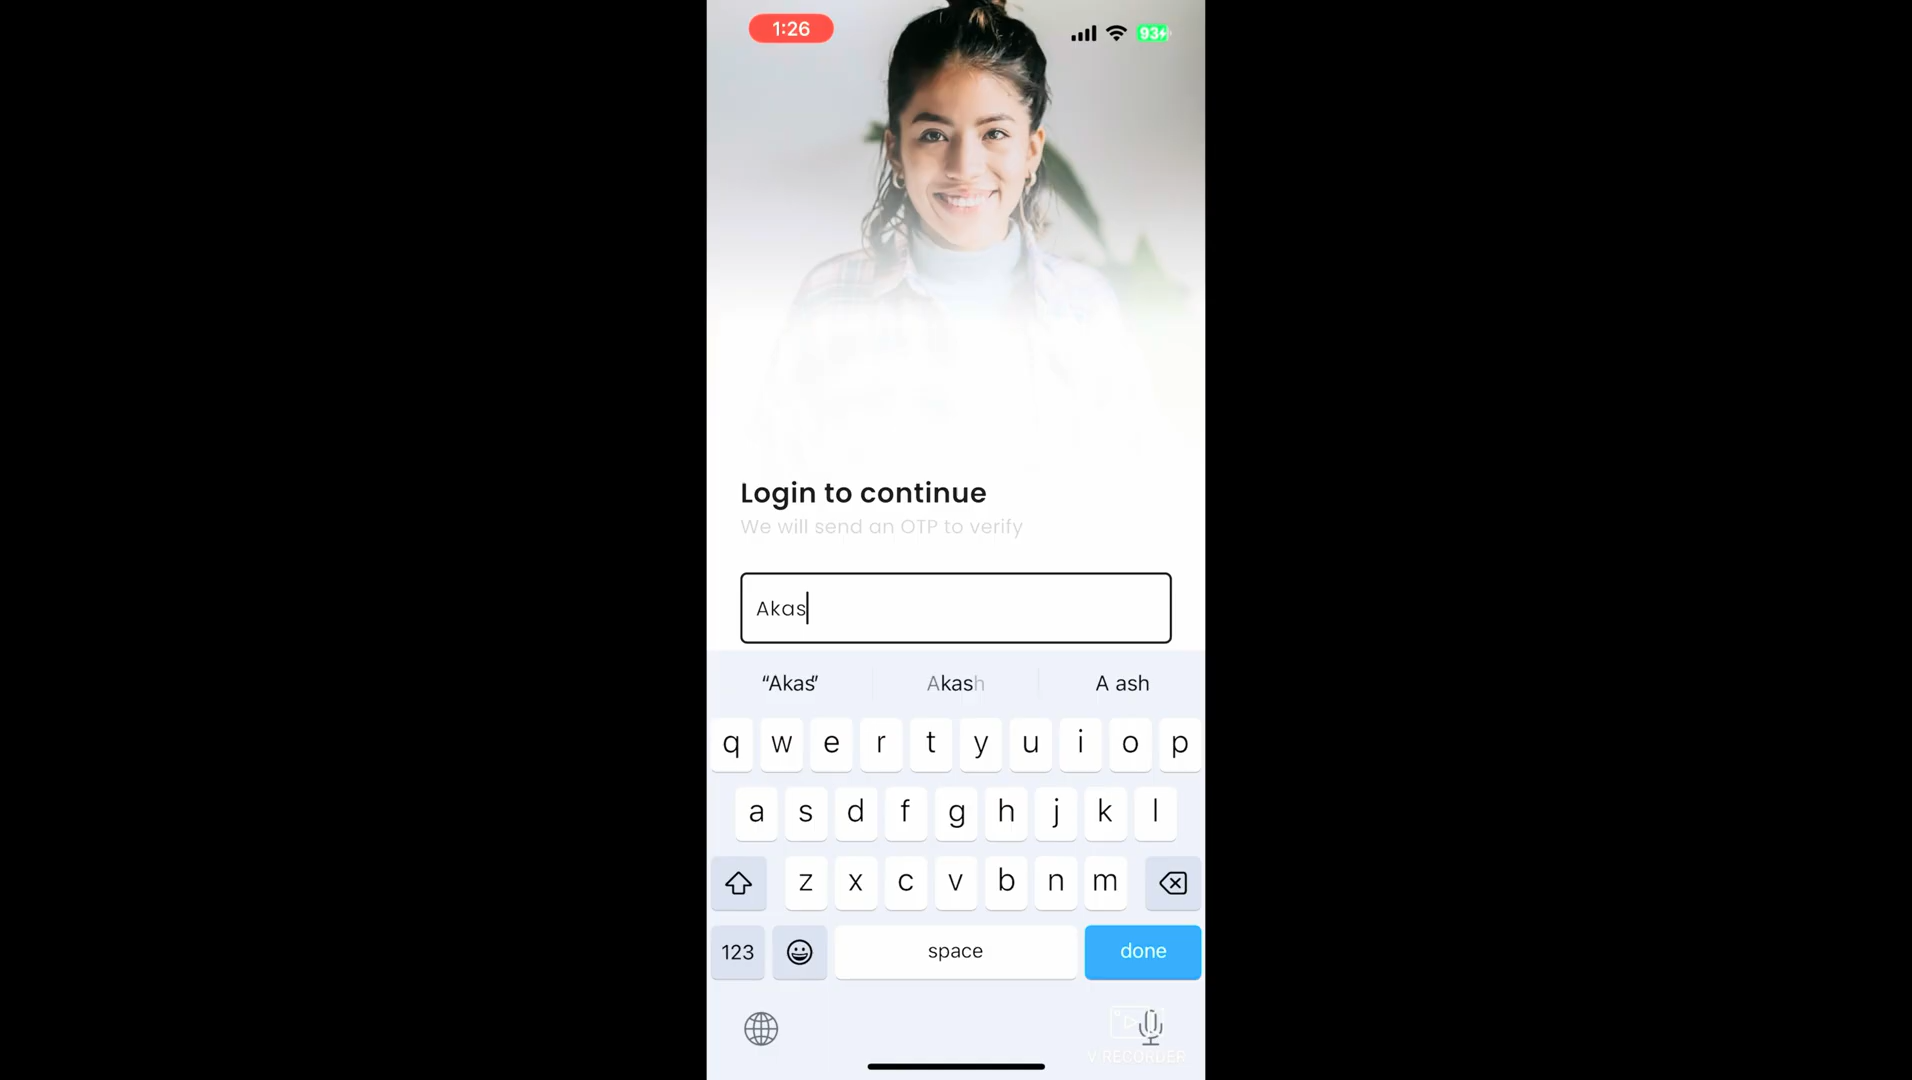 1:26
93
Login to continue
We will send an OTP to verify
Akas
“Akas” Akash A ash
q w e r t y u i o p
a s d f g h j k l
z x c v b n m
123 space done
V RECORDER